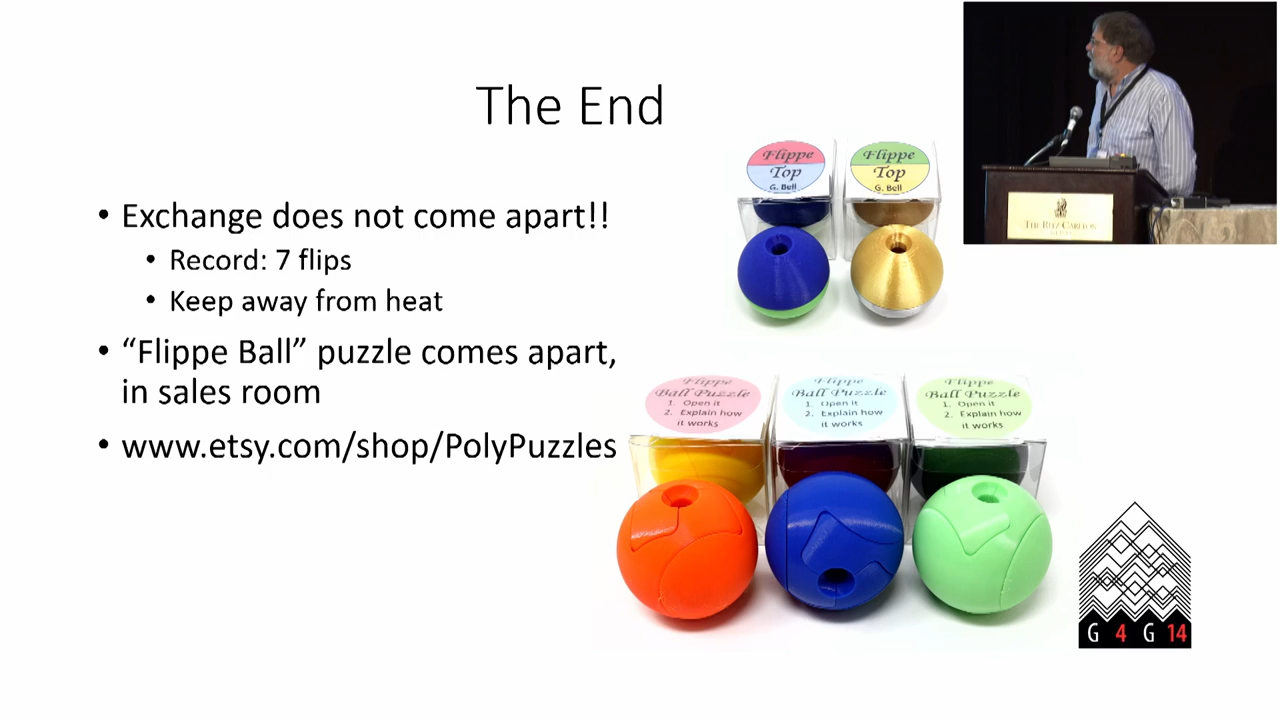 The End
• Exchange does not come apart!!
• Record: 7 flips
• Keep away from heat
• “Flippe Ball” puzzle comes apart,
in sales room
• www.etsy.com/shop/PolyPuzzles
Flippe
Top
G. Bell
Flippe
Top
G. Bell
THE RITZ-CARLTON
Flippe
Ball Puzzle
1. Open it
2. Explain how
it works
Flippe
Ball Puzzle
1. Open it
2. Explain how
it works
Flippe
Ball Puzzle
1. Open it
2. Explain how
it works
G 4 G 14